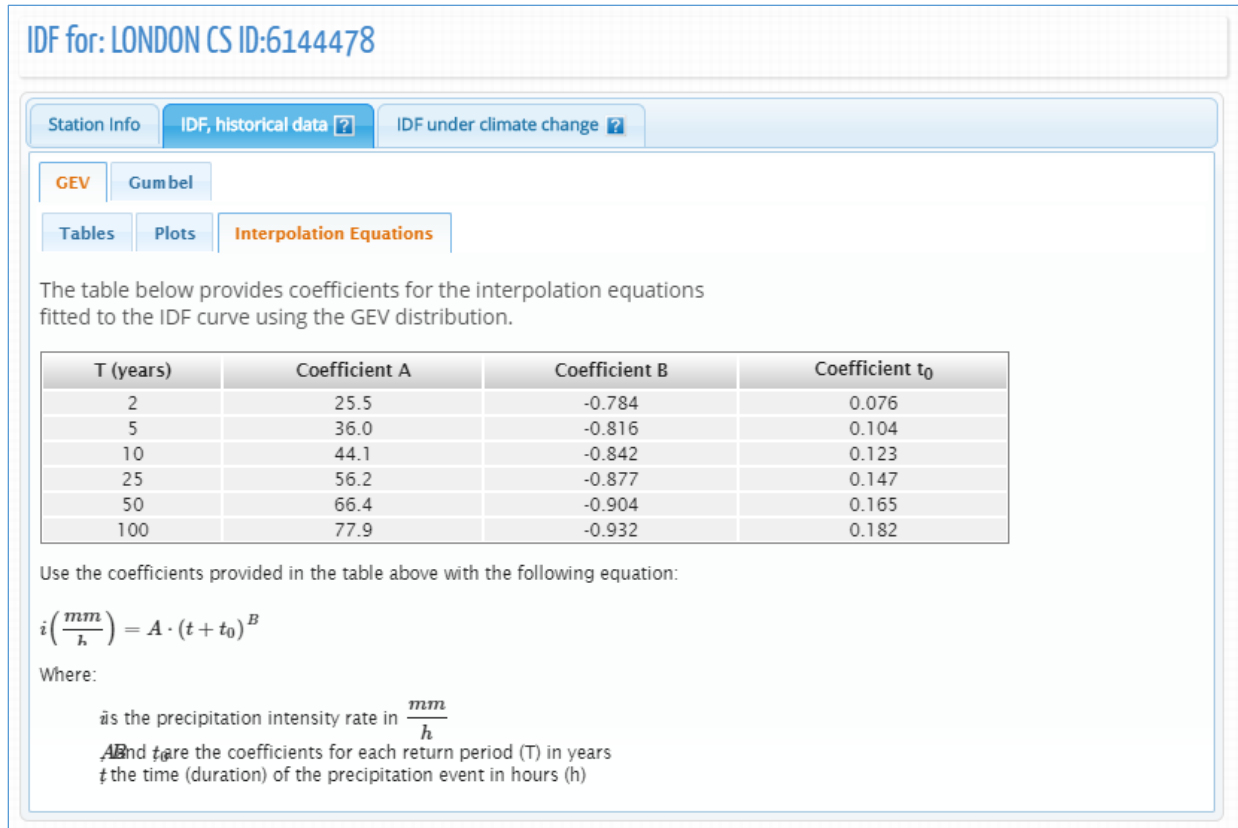 IDF for: LONDON CS ID:6144478
Station Info IDF, historical data ? IDF under climate change ?
GEV Gumbel
Tables Plots Interpolation Equations
The table below provides coefficients for the interpolation equations
fitted to the IDF curve using the GEV distribution.
T (years) Coefficient A Coefficient B Coefficient t₀
2 25.5 -0.784 0.076
5 36.0 -0.816 0.104
10 44.1 -0.842 0.123
25 56.2 -0.877 0.147
50 66.4 -0.904 0.165
100 77.9 -0.932 0.182
Use the coefficients provided in the table above with the following equation:
i(mm/h) = A · (t + t₀)^B
Where:
is the precipitation intensity rate in mm/h
t₀ are the coefficients for each return period (T) in years
t the time (duration) of the precipitation event in hours (h)